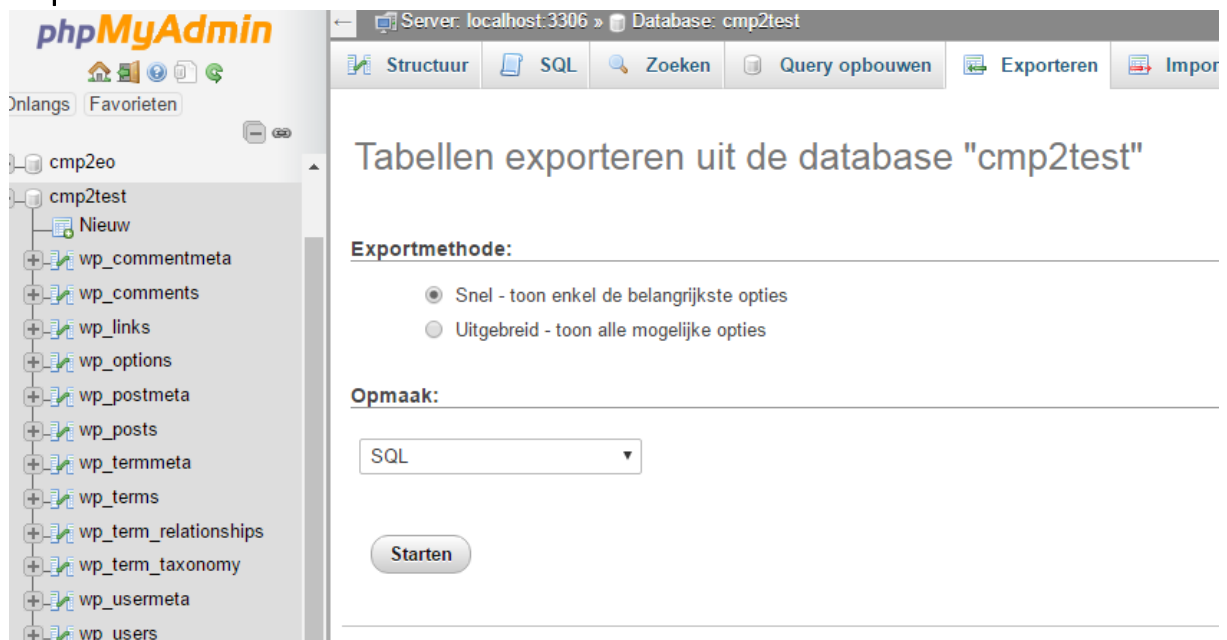 phpMyAdmin
Onlangs Favorieten
cmp2eo
cmp2test
Nieuw
wp_commentmeta
wp_comments
wp_links
wp_options
wp_postmeta
wp_posts
wp_termmeta
wp_terms
wp_term_relationships
wp_term_taxonomy
wp_usermeta
wp_users
← Server: localhost:3306 » Database: cmp2test
Structuur SQL Zoeken Query opbouwen Exporteren Impor
Tabellen exporteren uit de database "cmp2test"
Exportmethode:
Snel - toon enkel de belangrijkste opties
Uitgebreid - toon alle mogelijke opties
Opmaak:
SQL
Starten